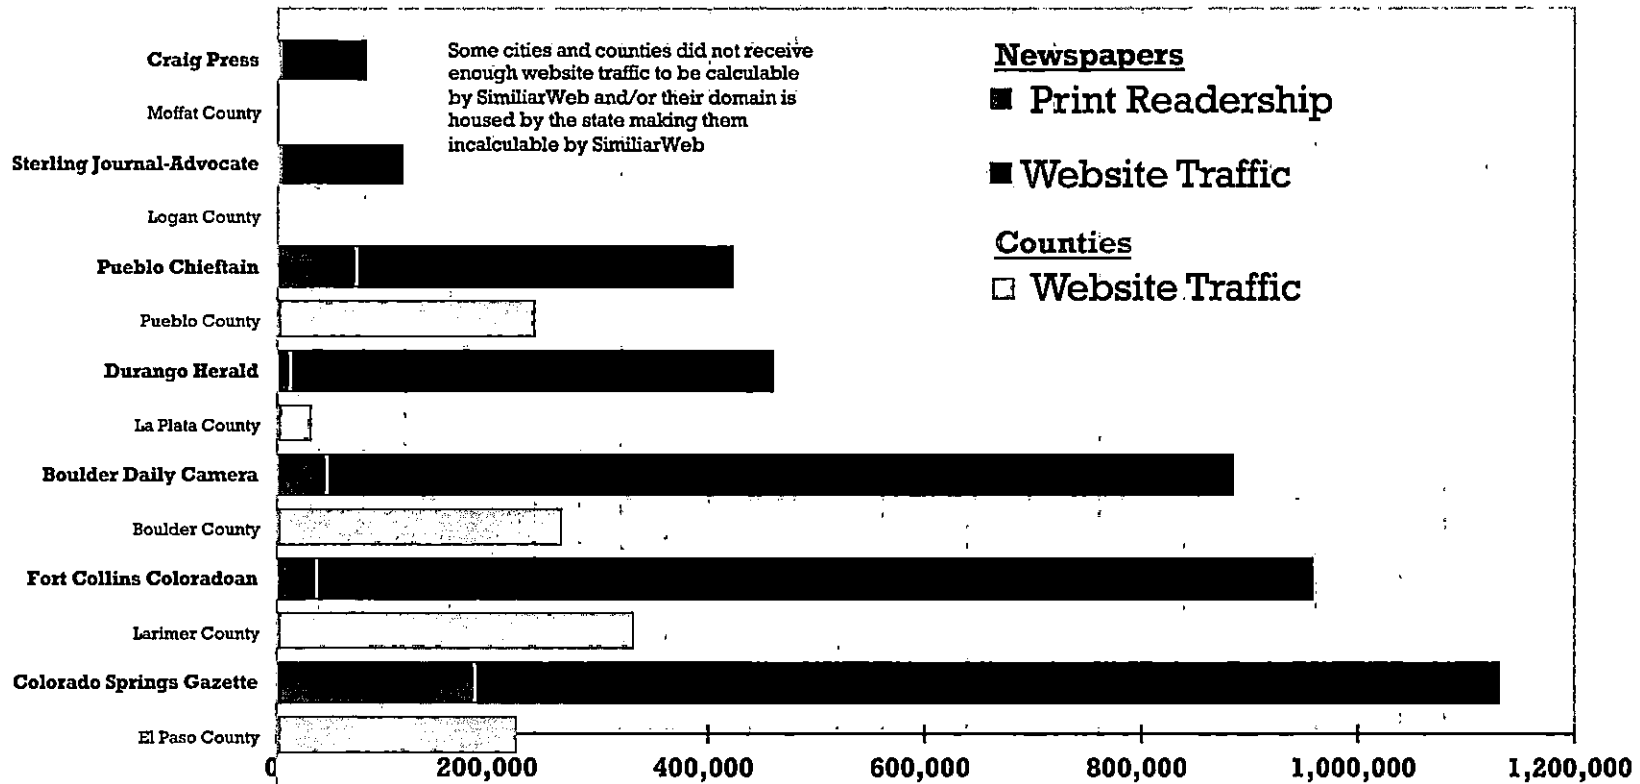 Craig Press
Moffat County
Sterling Journal-Advocate
Logan County
Pueblo Chieftain
Pueblo County
Durango Herald
La Plata County
Boulder Daily Camera
Boulder County
Fort Collins Coloradoan
Larimer County
Colorado Springs Gazette
El Paso County
Some cities and counties did not receive
enough website traffic to be calculable
by SimiliarWeb and/or their domain is
housed by the state making them
incalculable by SimiliarWeb
Newspapers
Print Readership
Website Traffic
Counties
Website Traffic
0 200,000 400,000 600,000 800,000 1,000,000 1,200,000